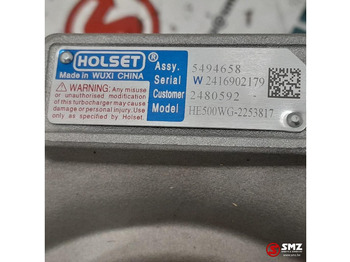 HOLSET ®
Made in WUXI CHINA
Assy. 5494658
Serial W 2416902179
Customer 2480592 -
Model HE500WG-2253817
WARNING: Any misuse
or unauthorised modification
of this turbocharger may cause
damage or personal injury. Use
only as specified by Holset.
SMZ